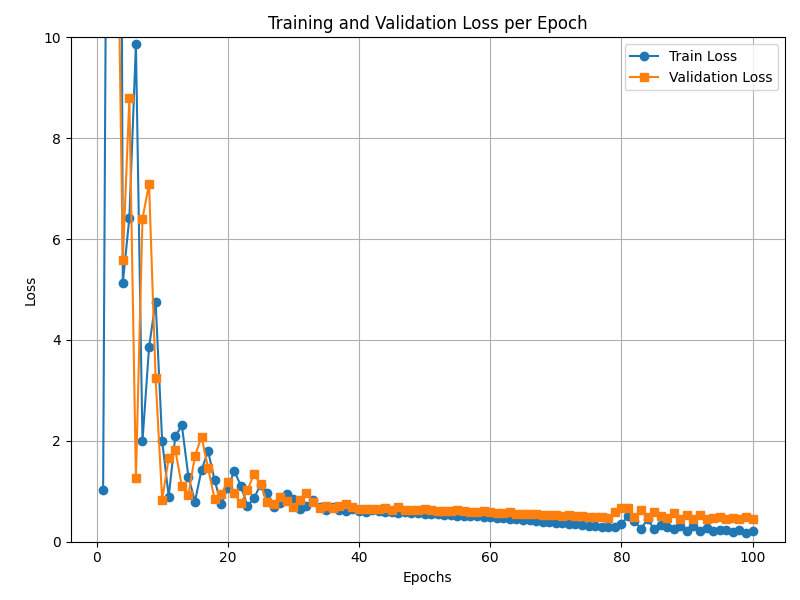 Training and Validation Loss per Epoch
Train Loss
Validation Loss
Loss
10
8
6
4
2
0
0 20 40 60 80 100
Epochs